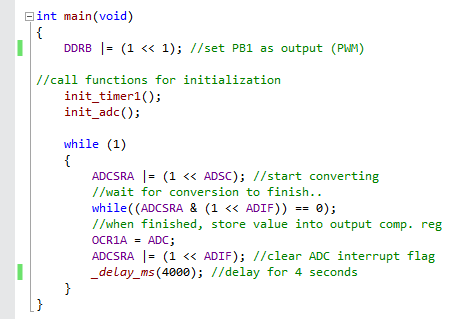 int main(void)
{
DDRB |= (1 << 1); //set PB1 as output (PWM)
//call functions for initialization
init_timer1();
init_adc();
while (1)
{
ADCSRA |= (1 << ADSC); //start converting
//wait for conversion to finish..
while((ADCSRA & (1 << ADIF)) == 0);
//when finished, store value into output comp. reg
OCR1A = ADC;
ADCSRA |= (1 << ADIF); //clear ADC interrupt flag
_delay_ms(4000); //delay for 4 seconds
}
}